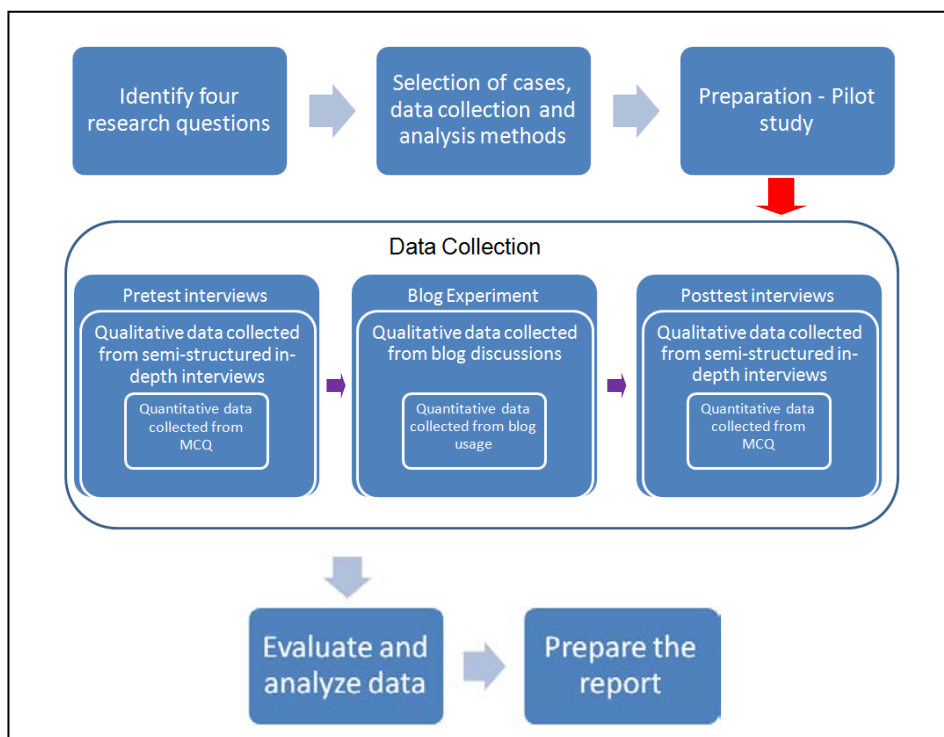 Identify four
research questions
Selection of cases,
data collection and
analysis methods
Preparation - Pilot
study
Data Collection
Pretest interviews
Qualitative data collected
from semi-structured in-
depth interviews
Quantitative data
collected from
MCQ
Blog Experiment
Qualitative data collected
from blog discussions
Quantitative data
collected from blog
usage
Posttest interviews
Qualitative data collected
from semi-structured in-
depth interviews
Quantitative data
collected from
MCQ
Evaluate and
analyze data
Prepare the
report